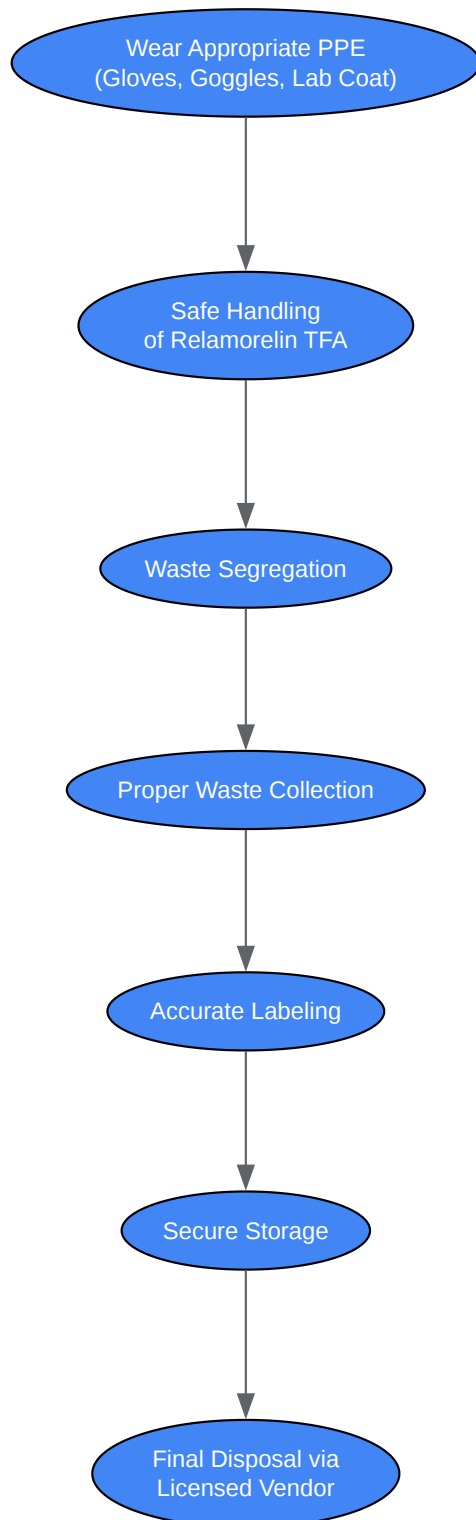 Wear Appropriate PPE
(Gloves, Goggles, Lab Coat)
Safe Handling
of Relamorelin TFA
Waste Segregation
Proper Waste Collection
Accurate Labeling
Secure Storage
Final Disposal via
Licensed Vendor